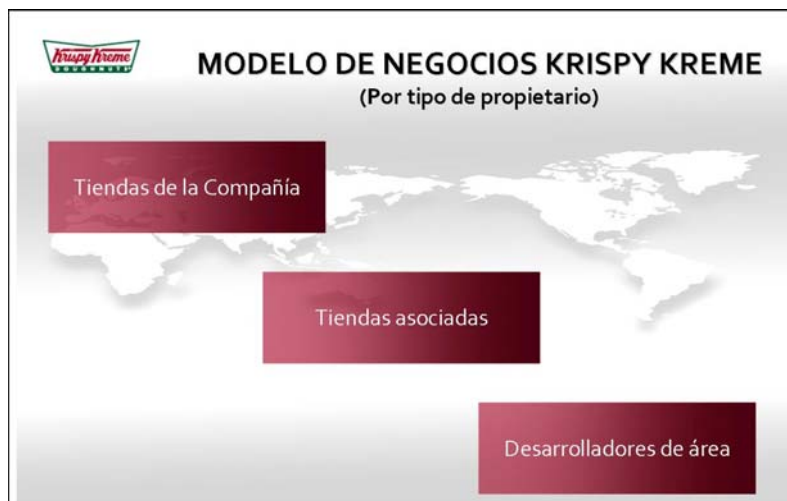 Krispy Kreme
DOUGHNUTS
MODELO DE NEGOCIOS KRISPY KREME
(Por tipo de propietario)
Tiendas de la Compañía
Tiendas asociadas
Desarrolladores de área